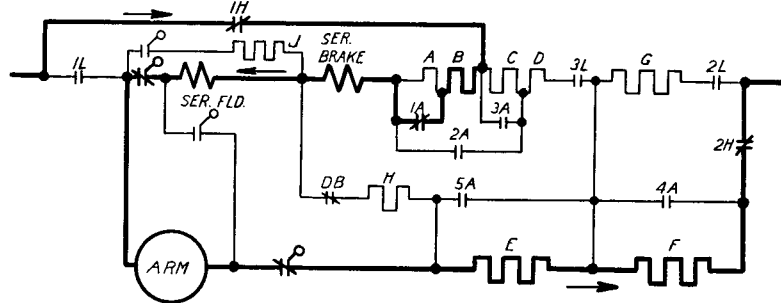 1H
1L
J
SER.
BRAKE
A B C D
3L
G
2L
SER. FLD.
1A
3A
2A
2H
DB
H
5A
4A
ARM
E
F